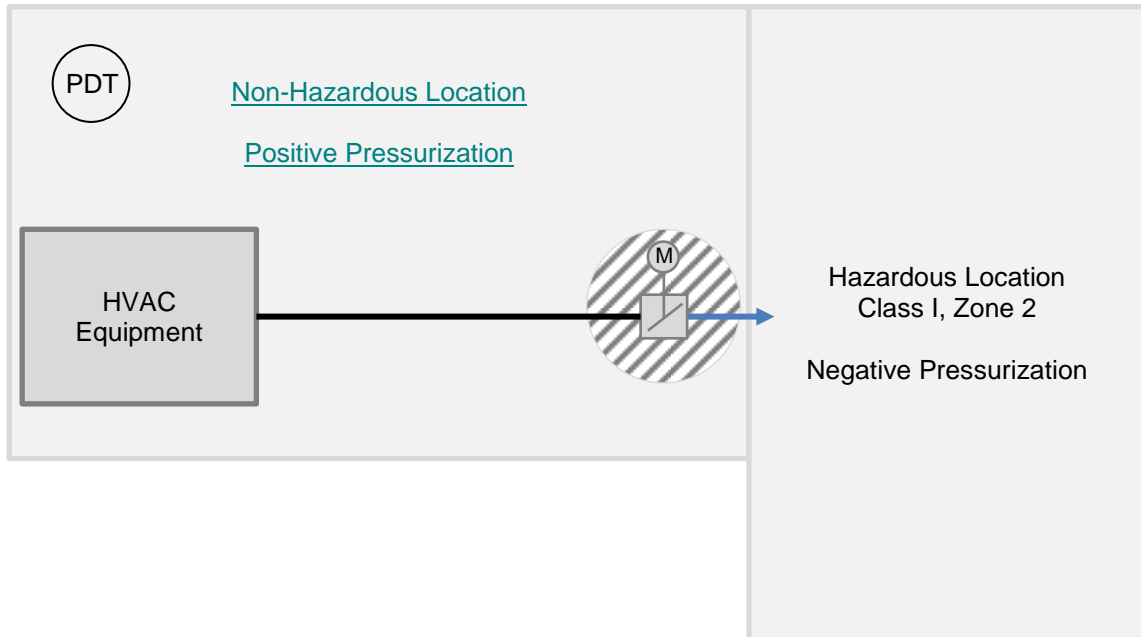 PDT
Non-Hazardous Location
Positive Pressurization
M
HVAC
Equipment
Hazardous Location
Class I, Zone 2
Negative Pressurization